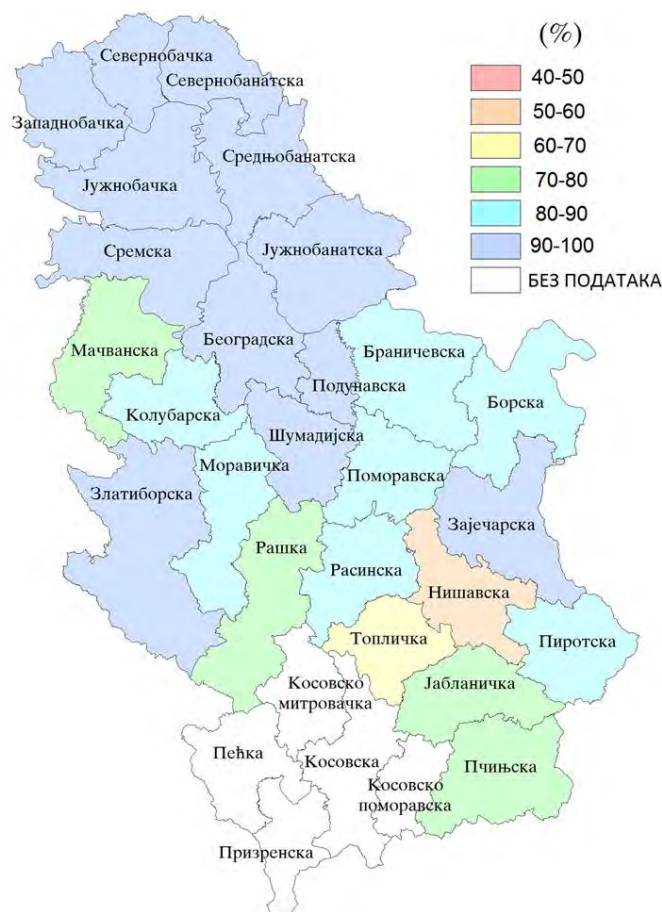 (%)
40-50
50-60
60-70
70-80
80-90
90-100
БЕЗ ПОДАТАКА
Севернобачка
Севернобанатска
Западнобачка
Средњобанатска
Јужнобачка
Сремска
Јужнобанатска
Мачванска
Београдска
Браничевска
Подунавска
Борска
Колубарска
Шумадијска
Моравичка
Поморавска
Златиборска
Зајечарска
Рашка
Расинска
Нишавска
Топличка
Пиротска
Јабланичка
Косовско
митровачка
Пећка
Косовска
Пчињска
Косовско
поморавска
Призренска